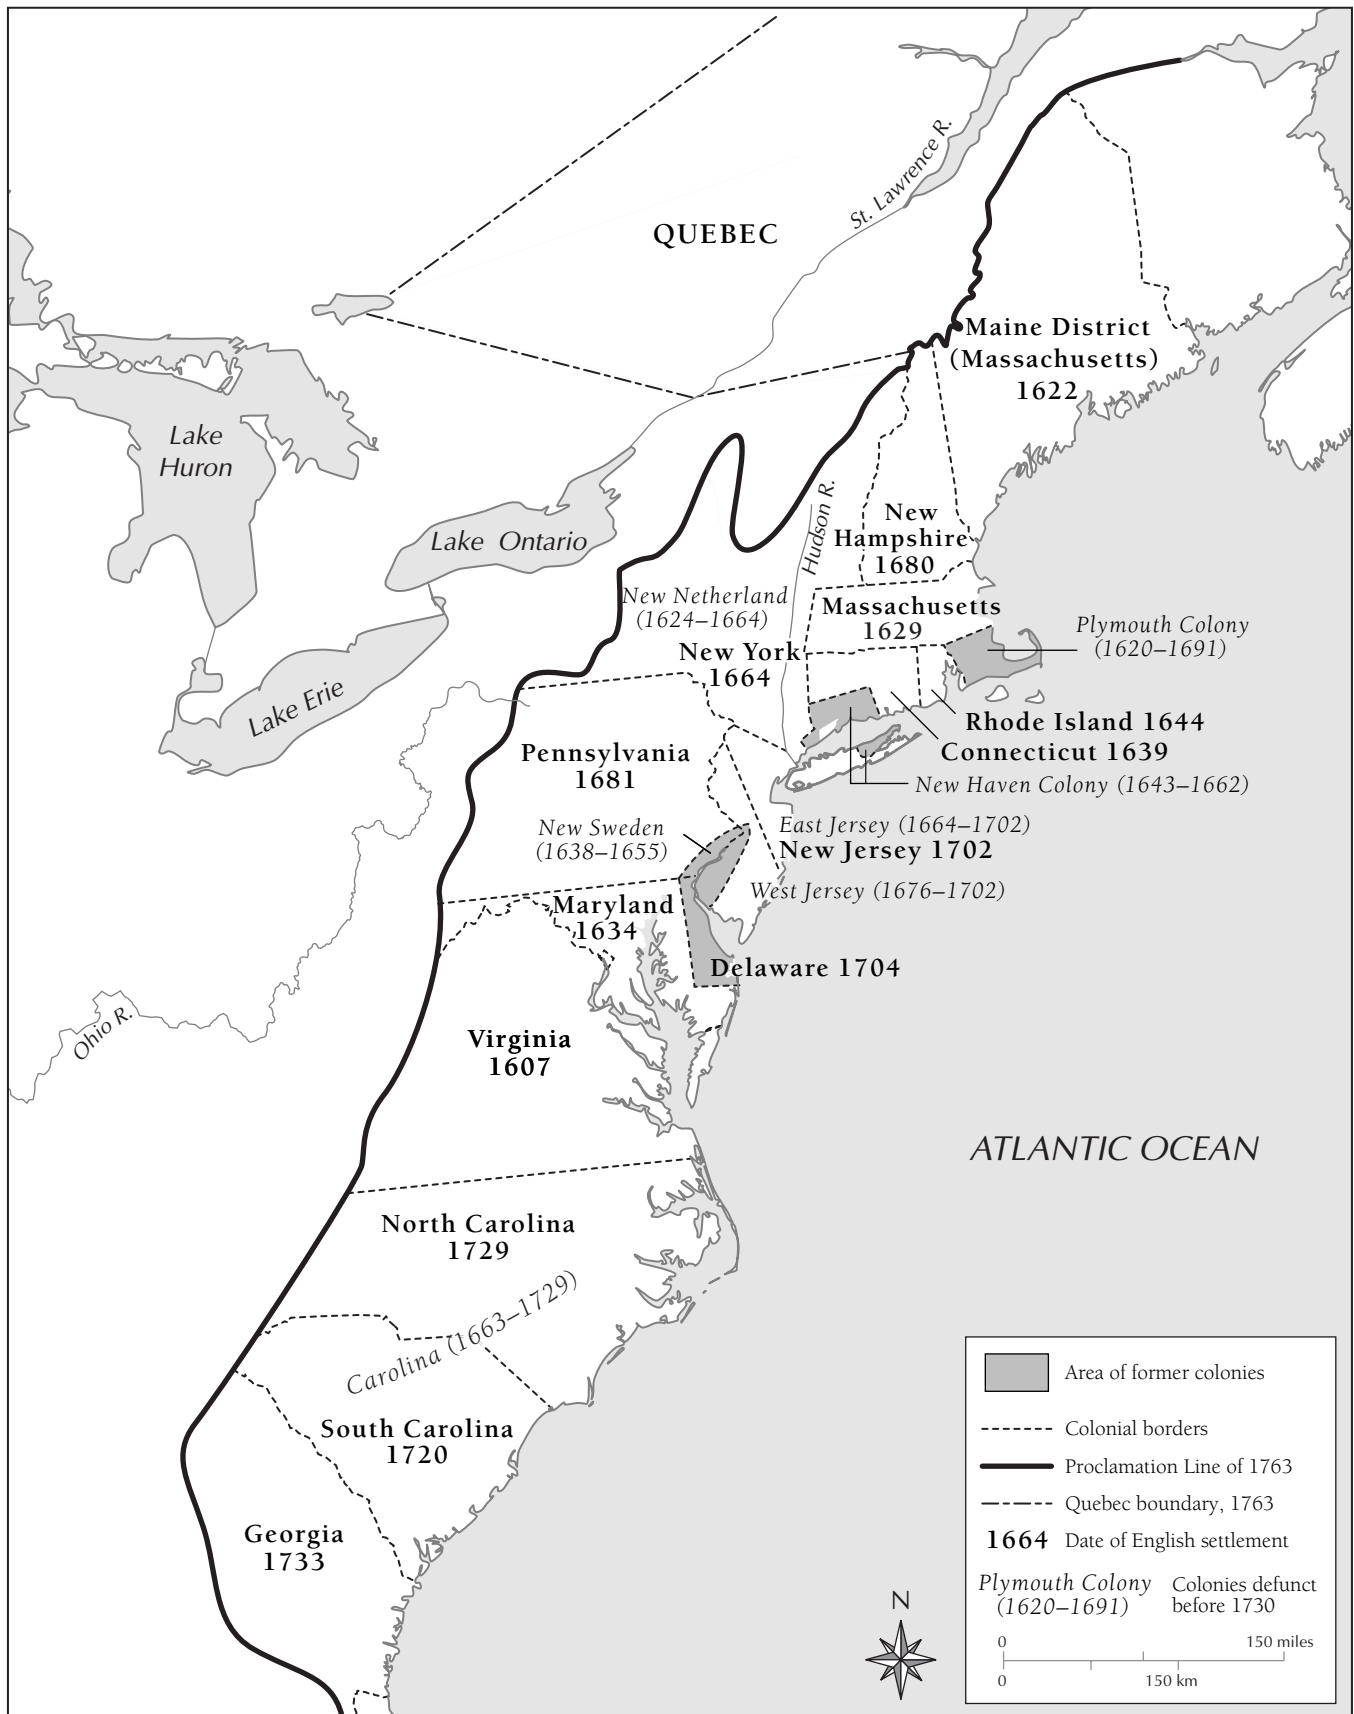 QUEBEC
St. Lawrence R.
Maine District
(Massachusetts)
1622
Lake
Huron
Lake Ontario
Hudson R.
New
Hampshire
1680
New Netherland
(1624–1664)
Massachusetts
1629
Plymouth Colony
(1620–1691)
New York
1664
Lake Erie
Rhode Island 1644
Connecticut 1639
Pennsylvania
1681
New Haven Colony (1643–1662)
New Sweden
(1638–1655)
East Jersey (1664–1702)
New Jersey 1702
West Jersey (1676–1702)
Maryland
1634
Delaware 1704
Ohio R.
Virginia
1607
ATLANTIC OCEAN
North Carolina
1729
Carolina (1663–1729)
South Carolina
1720
Georgia
1733
Area of former colonies
Colonial borders
Proclamation Line of 1763
Quebec boundary, 1763
1664 Date of English settlement
Plymouth Colony
(1620–1691)
Colonies defunct
before 1730
N
0 150 miles
0 150 km